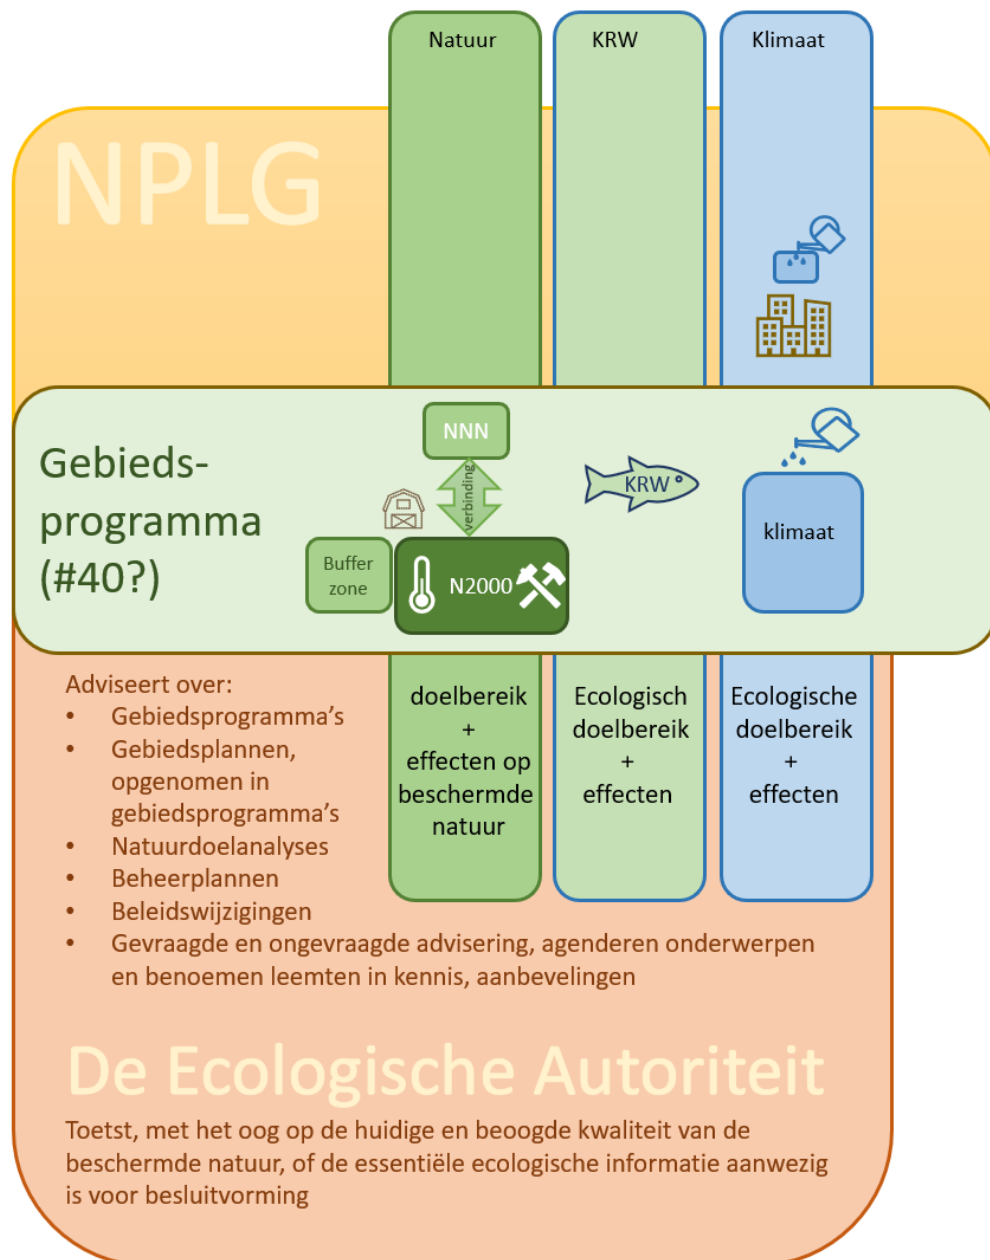 Natuur
KRW
Klimaat
NPLG
Gebieds-
programma
(#40?)
NNN
verbinding
Buffer
zone
N2000
KRW
klimaat
Adviseert over:
• Gebiedsprogramma's
• Gebiedsplannen,
opgenomen in
gebiedsprogramma's
• Natuurdoelanalyses
• Beheerplannen
• Beleidswijzigingen
• Gevraagde en ongevraagde advisering, agenderen onderwerpen
en benoemen leemten in kennis, aanbevelingen
doelbereik
+
effecten op
beschermde
natuur
Ecologisch
doelbereik
+
effecten
Ecologische
doelbereik
+
effecten
De Ecologische Autoriteit
Toetst, met het oog op de huidige en beoogde kwaliteit van de
beschermde natuur, of de essentiële ecologische informatie aanwezig
is voor besluitvorming